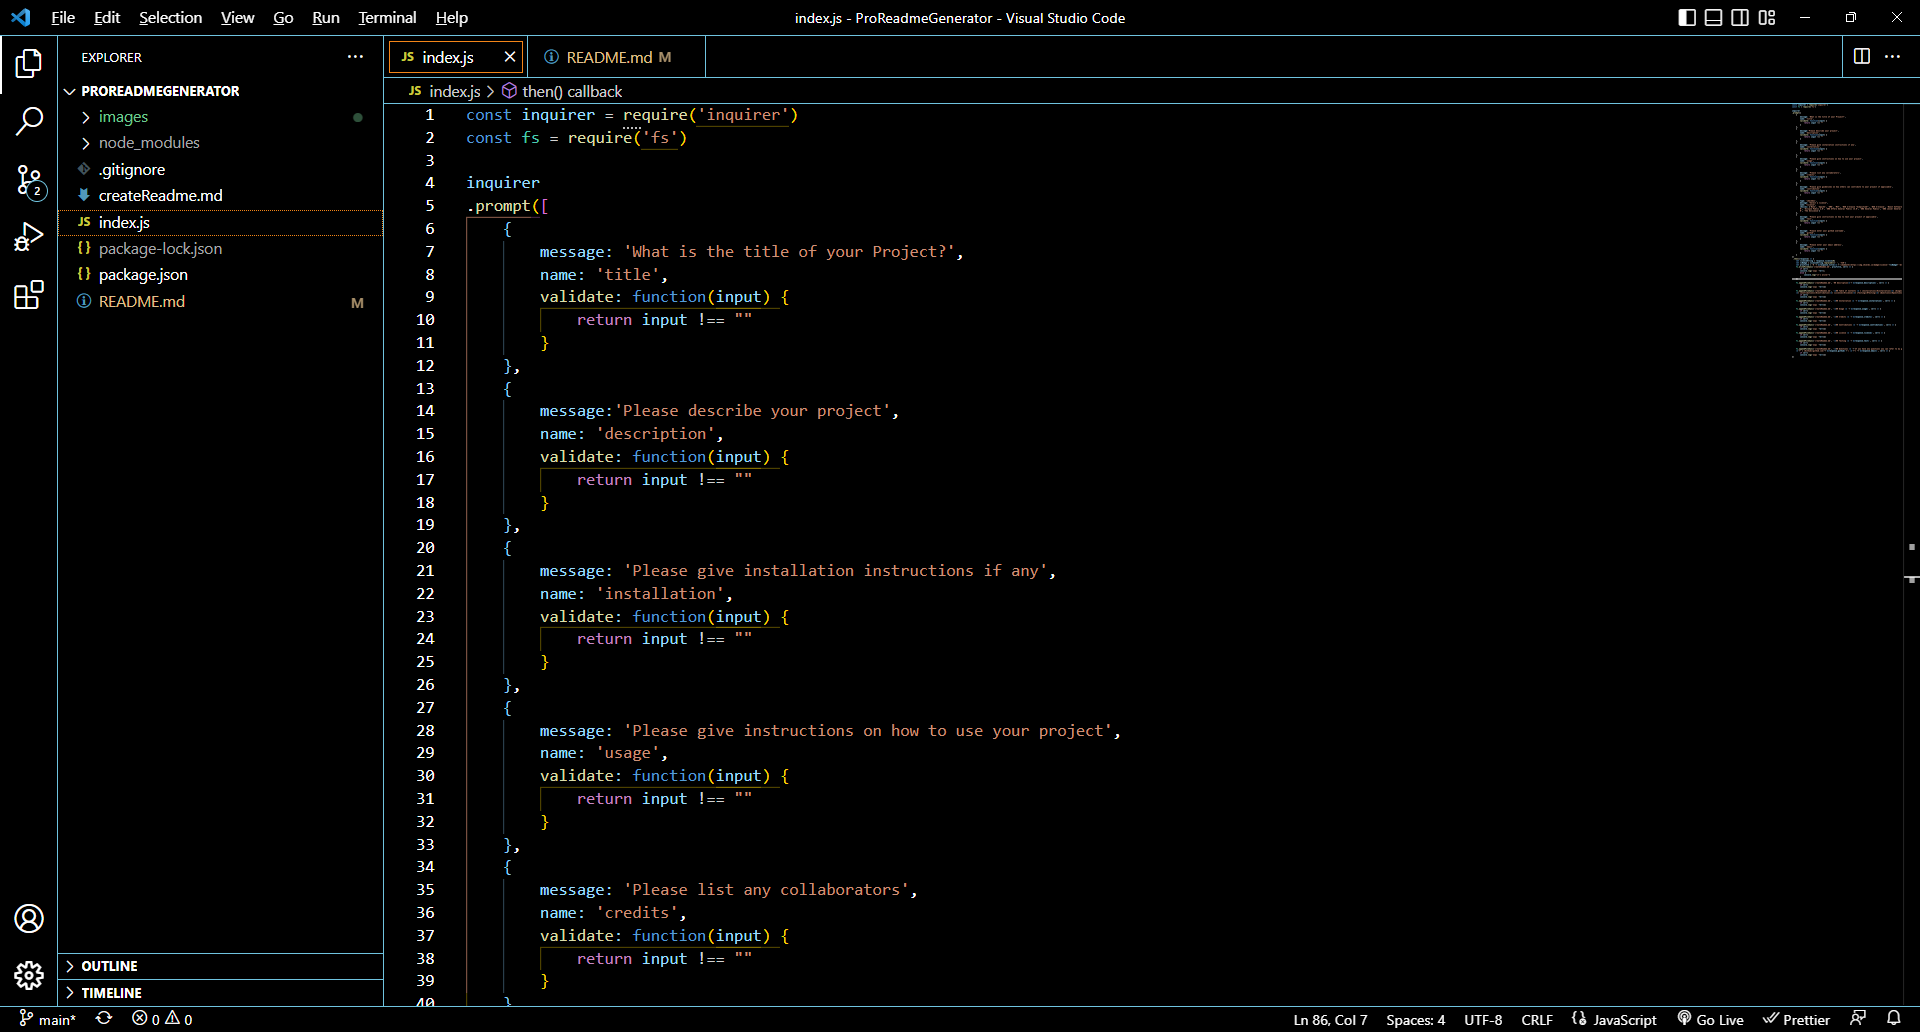 File Edit Selection View Go Run Terminal Help
index.js - ProReadmeGenerator - Visual Studio Code
EXPLORER
PROREADMEGENERATOR
images
node_modules
.gitignore
createReadme.md
JS index.js
{} package-lock.json
{} package.json
README.md M
2
OUTLINE
TIMELINE
JS index.js README.md M
JS index.js > then() callback
1 const inquirer = require('inquirer')
2 const fs = require('fs')
3
4 inquirer
5 .prompt([
6 {
7 message: 'What is the title of your Project?',
8 name: 'title',
9 validate: function(input) {
10 return input !== ""
11 }
12 },
13 {
14 message:'Please describe your project',
15 name: 'description',
16 validate: function(input) {
17 return input !== ""
18 }
19 },
20 {
21 message: 'Please give installation instructions if any',
22 name: 'installation',
23 validate: function(input) {
24 return input !== ""
25 }
26 },
27 {
28 message: 'Please give instructions on how to use your project',
29 name: 'usage',
30 validate: function(input) {
31 return input !== ""
32 }
33 },
34 {
35 message: 'Please list any collaborators',
36 name: 'credits',
37 validate: function(input) {
38 return input !== ""
39 }
40 }
main* 0 0 Ln 86, Col 7 Spaces: 4 UTF-8 CRLF JavaScript Go Live Prettier